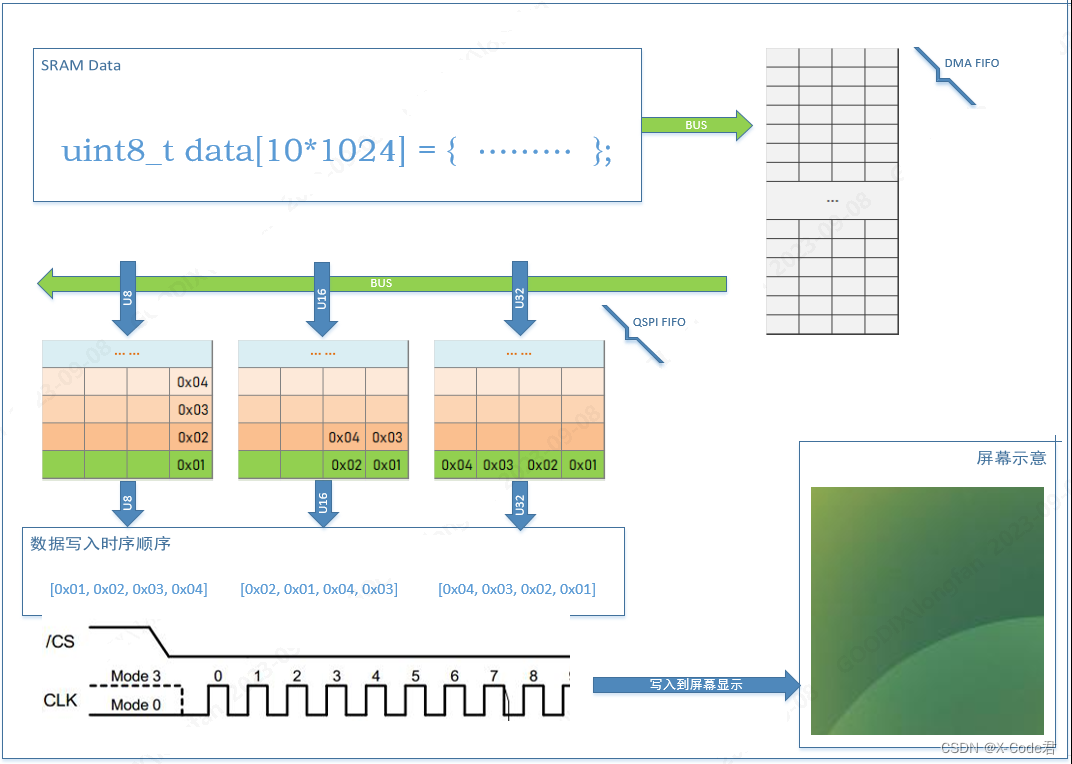 SRAM Data
uint8_t data[10*1024] = { ……… };
BUS
DMA FIFO
...
BUS
U8
U16
U32
QSPI FIFO
... ...
... ...
... ...
0x04
0x03
0x02
0x01
0x04 0x03
0x02 0x01
0x04 0x03 0x02 0x01
U8
U16
U32
数据写入时序顺序
[0x01, 0x02, 0x03, 0x04]
[0x02, 0x01, 0x04, 0x03]
[0x04, 0x03, 0x02, 0x01]
/CS
Mode 3
0 1 2 3 4 5 6 7 8
CLK
Mode 0
写入到屏幕显示
屏幕示意
2023-09-08
CSDN @X-Code君